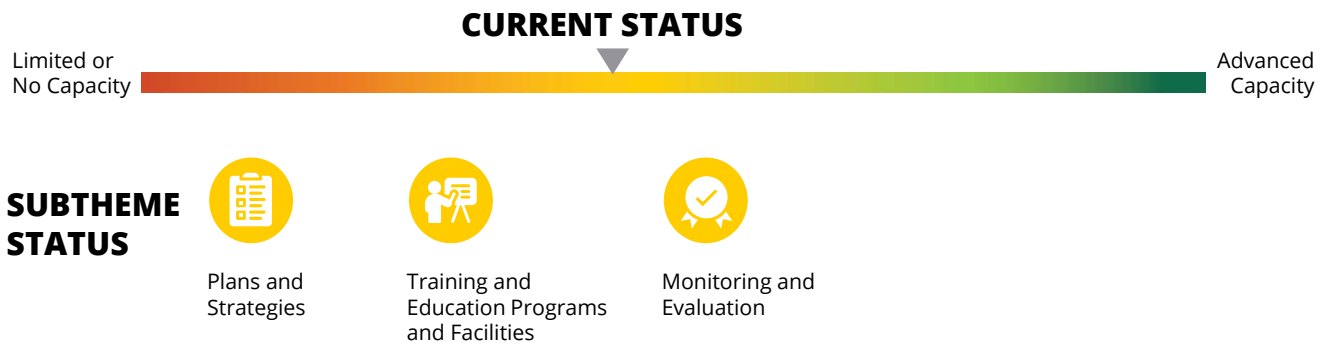 CURRENT STATUS
Limited or
No Capacity
Advanced
Capacity
SUBTHEME
STATUS
Plans and
Strategies
Training and
Education Programs
and Facilities
Monitoring and
Evaluation